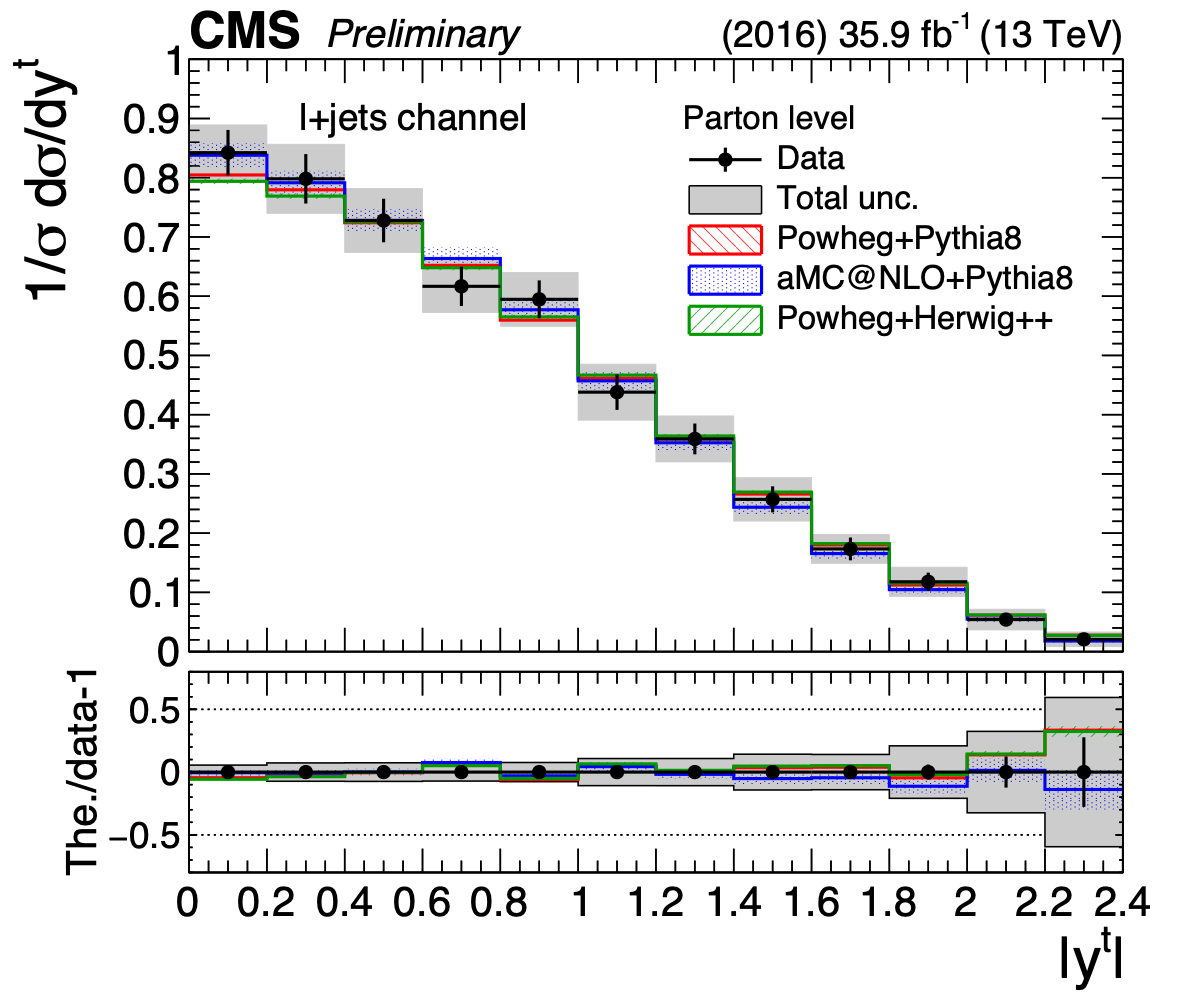 CMS Preliminary (2016) 35.9 fb⁻¹ (13 TeV)
1/σ dσ/dyᵗ
1
0.9
0.8
0.7
0.6
0.5
0.4
0.3
0.2
0.1
0
l+jets channel
Parton level
Data
Total unc.
Powheg+Pythia8
aMC@NLO+Pythia8
Powheg+Herwig++
The./data-1
0.5
0
−0.5
0 0.2 0.4 0.6 0.8 1 1.2 1.4 1.6 1.8 2 2.2 2.4
|yᵗ|